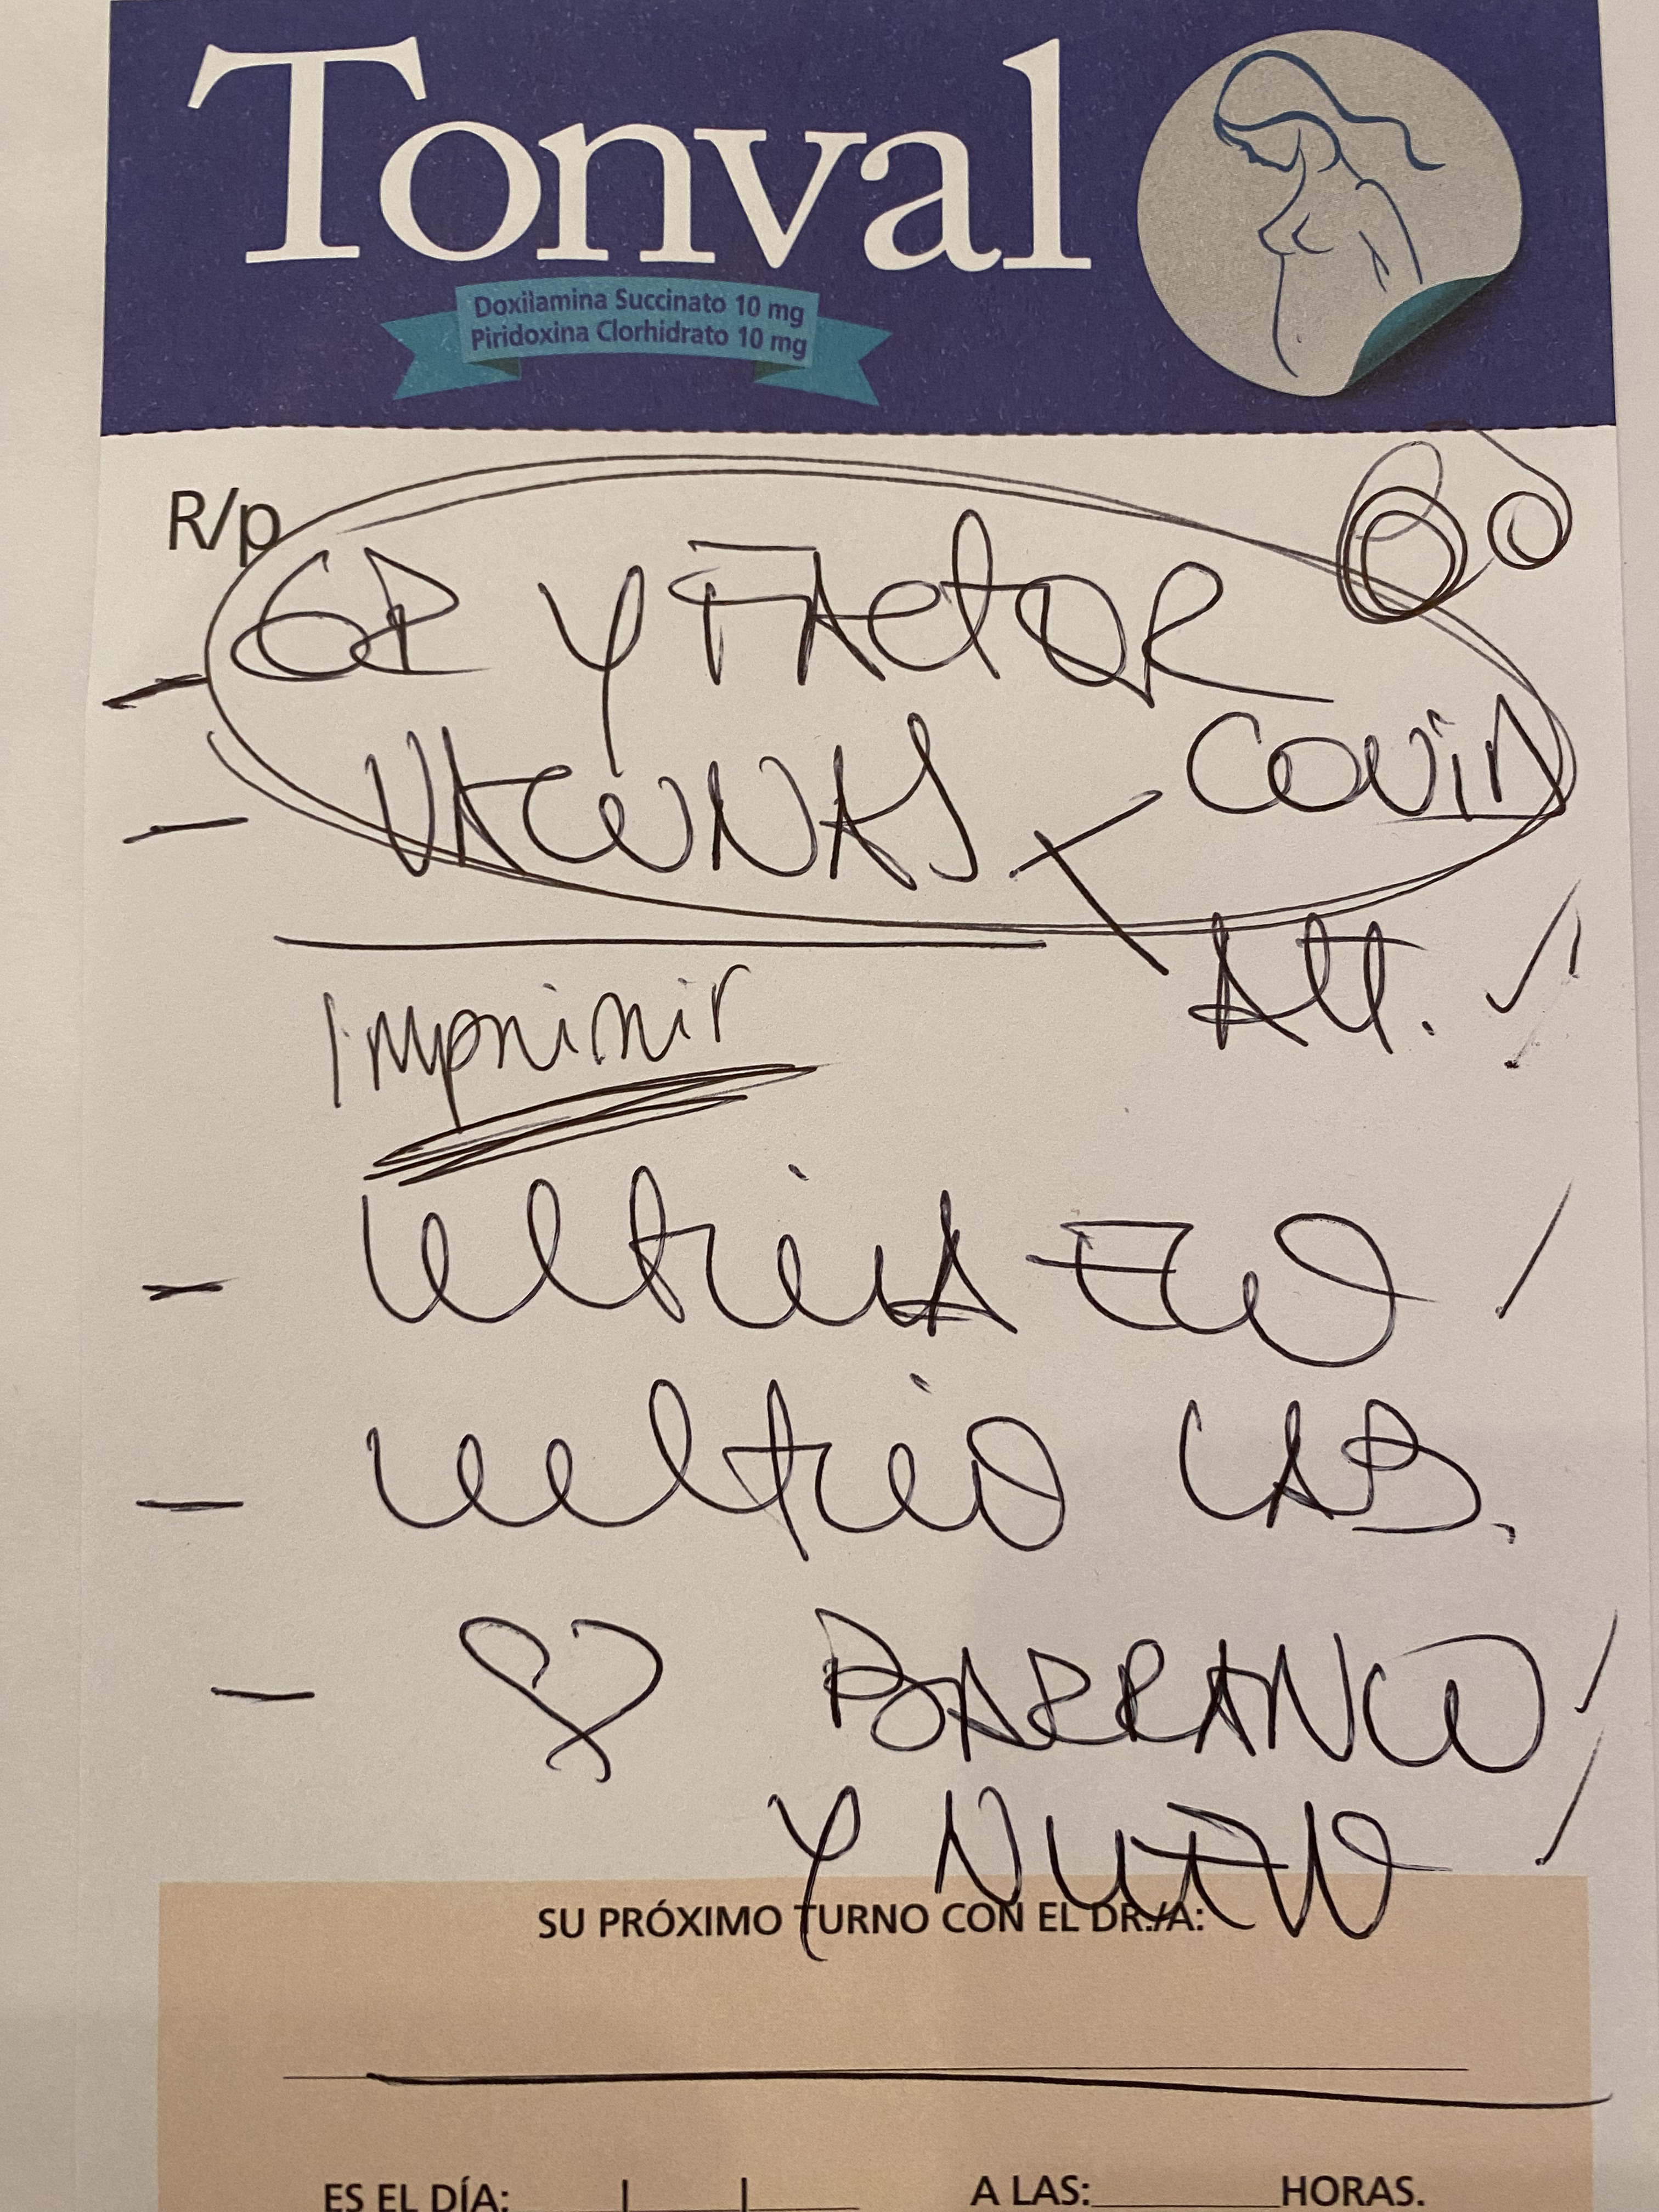 Tonval
Doxilamina Succinato 10 mg
Piridoxina Clorhidrato 10 mg
R/p
- GR Y FACTOR
- VACUNAS COVID
Att.
Imprimir
- ultima ECO
- ultimo LAB.
- BARRANCO
Y NUEVO
SU PRÓXIMO TURNO CON EL DR./A:
ES EL DÍA: A LAS: HORAS.